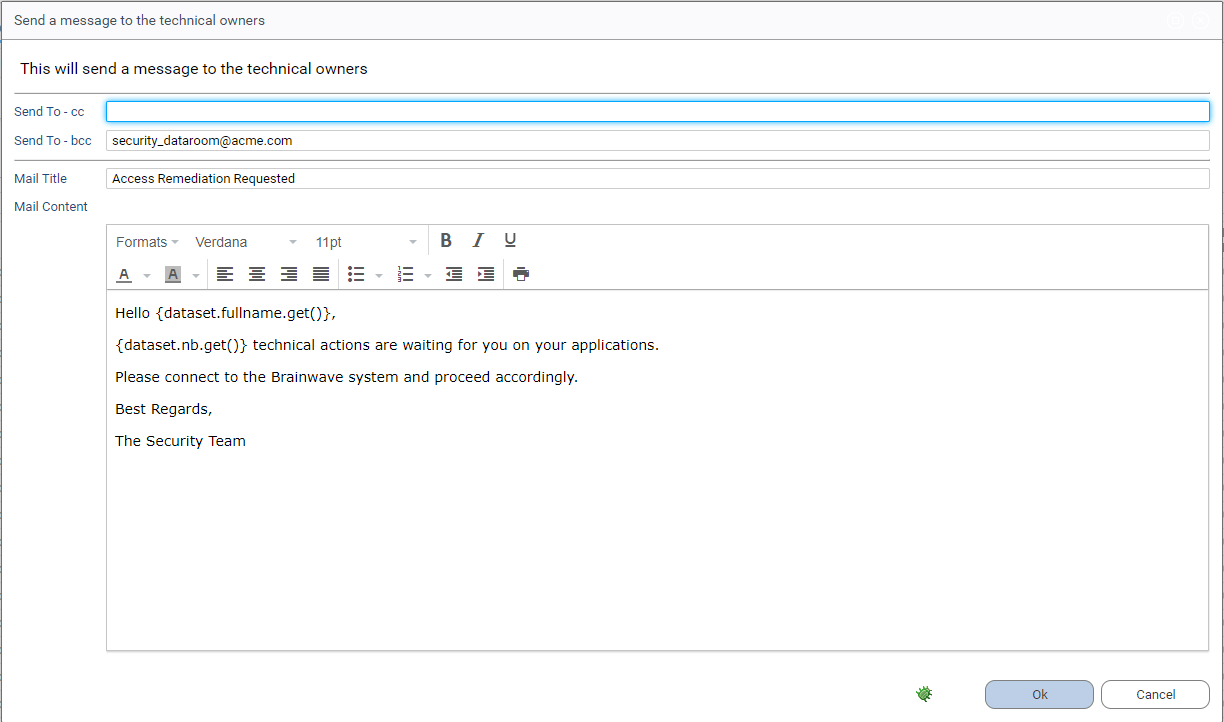 Send a message to the technical owners
This will send a message to the technical owners
Send To - cc
Send To - bcc security_dataroom@acme.com
Mail Title Access Remediation Requested
Mail Content
Formats Verdana 11pt B I U
A A
Hello {dataset.fullname.get()},
{dataset.nb.get()} technical actions are waiting for you on your applications.
Please connect to the Brainwave system and proceed accordingly.
Best Regards,
The Security Team
Ok Cancel